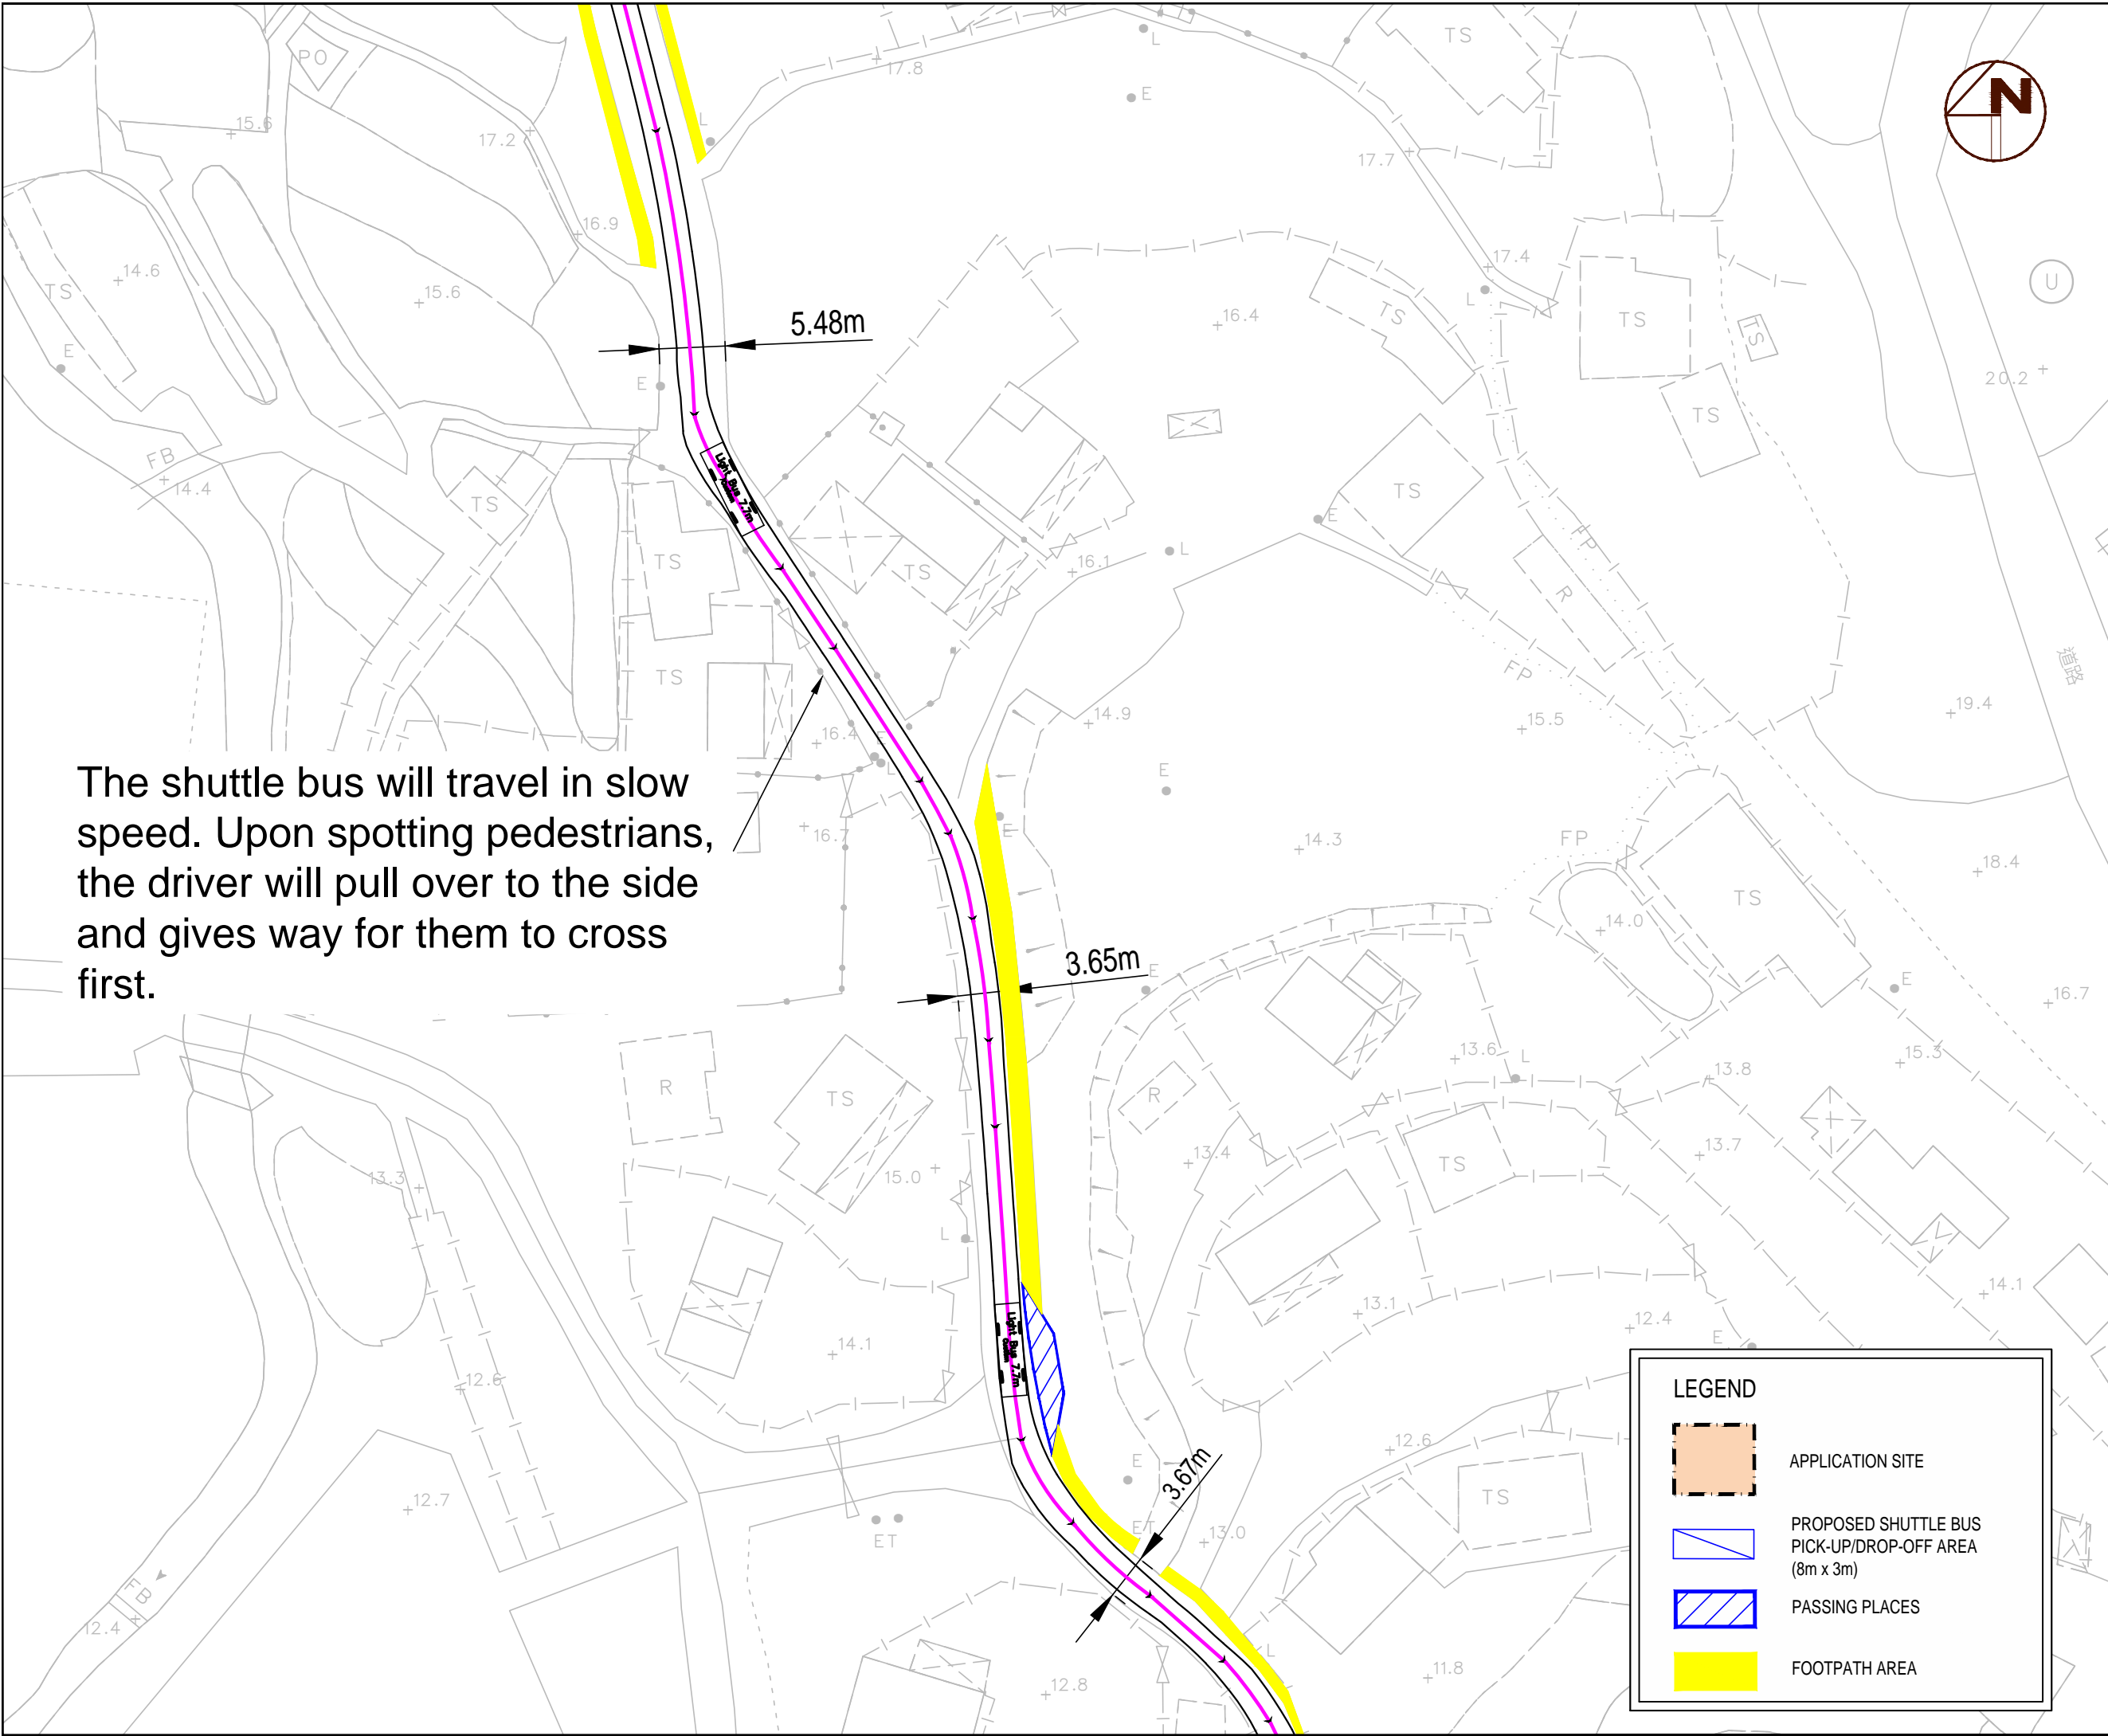 PO
17.8
L
E
TS
N
15.6
17.2
L
17.7
16.9
14.6
TS
15.6
17.4
L
U
5.48m
16.4
TS
TS
TS
E
E
20.2
TS
FB
14.4
TS
Light Bus 7.7m
TS
E
L
FP
TS
TS
16.1
R
TS
FP
道路
14.9
15.5
19.4
16.4
E
L
E
The shuttle bus will travel in slow
speed. Upon spotting pedestrians,
the driver will pull over to the side
and gives way for them to cross
first.
16.7
E
14.3
FP
18.4
TS
14.0
3.65m
E
E
16.7
R
TS
13.6
L
15.3
13.8
R
13.3
15.0
13.4
TS
13.7
L
14.1
13.1
12.4
E
Light Bus 7.7m
14.1
12.6
LEGEND
APPLICATION SITE
PROPOSED SHUTTLE BUS
PICK-UP/DROP-OFF AREA
(8m x 3m)
PASSING PLACES
FOOTPATH AREA
12.6
3.67m
E
12.7
TS
ET
ET
13.0
FB
12.4
L
12.8
11.8